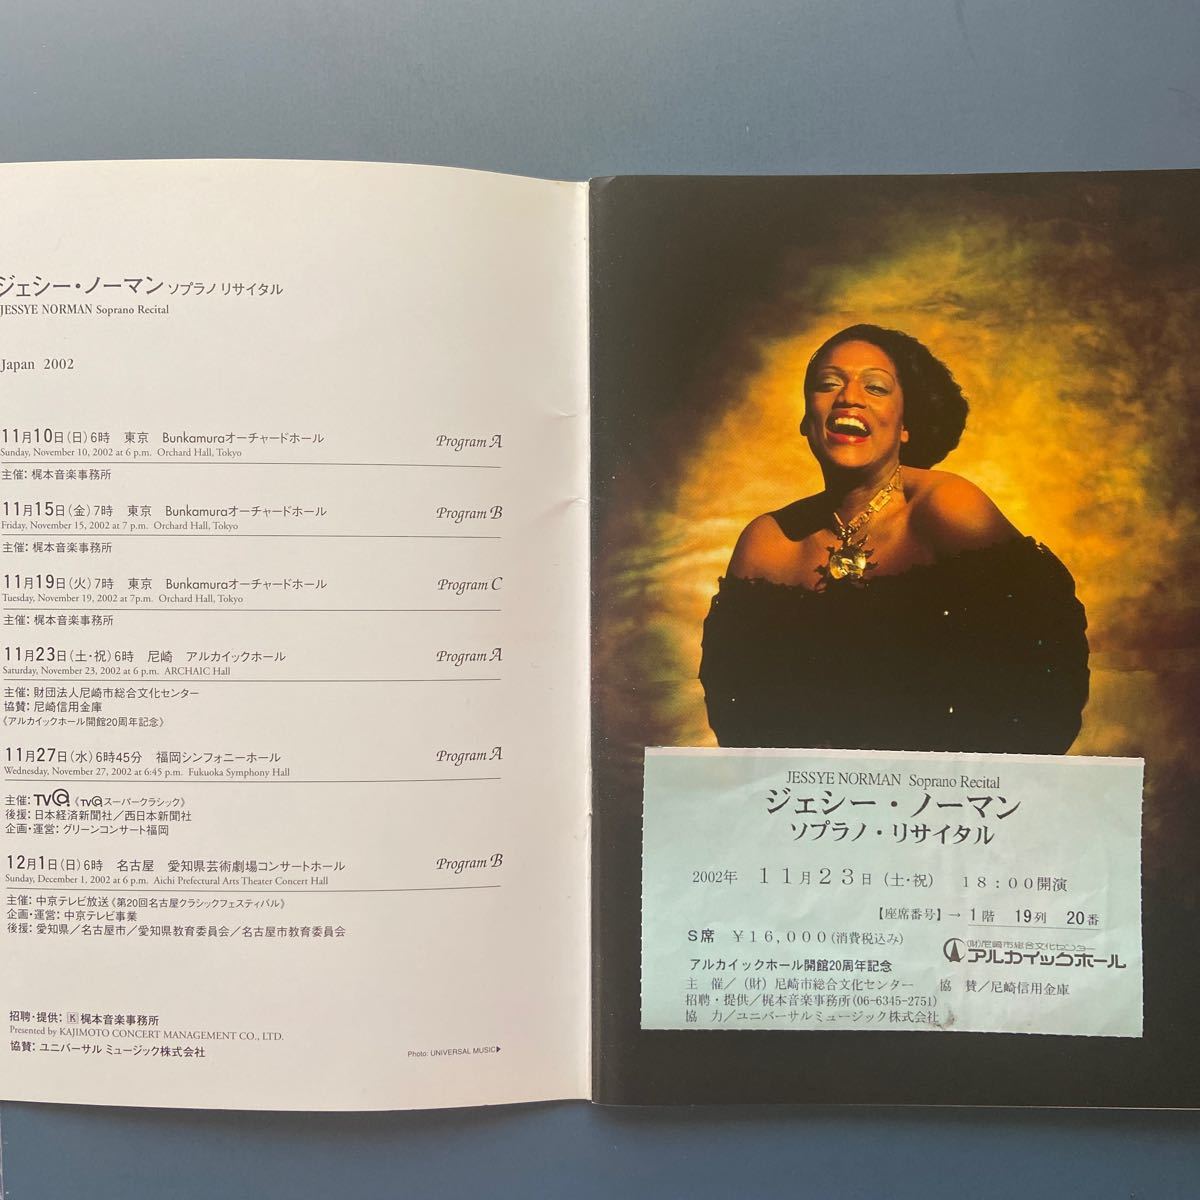 ジェシー・ノーマン ソプラノ リサイタル
JESSYE NORMAN Soprano Recital
Japan 2002
11月10日(日)6時 東京 Bunkamuraオーチャードホール Program A
Sunday, November 10, 2002 at 6 p.m. Orchard Hall, Tokyo
主催:梶本音楽事務所
11月15日(金)7時 東京 Bunkamuraオーチャードホール Program B
Friday, November 15, 2002 at 7 p.m. Orchard Hall, Tokyo
主催:梶本音楽事務所
11月19日(火)7時 東京 Bunkamuraオーチャードホール Program C
Tuesday, November 19, 2002 at 7p.m. Orchard Hall, Tokyo
主催:梶本音楽事務所
11月23日(土・祝)6時 尼崎 アルカイックホール Program A
Saturday, November 23, 2002 at 6 p.m. ARCHAIC Hall
主催:財団法人尼崎市総合文化センター
協賛:尼崎信用金庫
《アルカイックホール開館20周年記念》
11月27日(水)6時45分 福岡シンフォニーホール Program A
Wednesday, November 27, 2002 at 6:45 p.m. Fukuoka Symphony Hall
主催:TVQ《TVQスーパークラシック》
後援:日本経済新聞社/西日本新聞社
企画・運営:グリーンコンサート福岡
12月1日(日)6時 名古屋 愛知県芸術劇場コンサートホール Program B
Sunday, December 1, 2002 at 6 p.m. Aichi Prefectural Arts Theater Concert Hall
主催:中京テレビ放送《第20回名古屋クラシックフェスティバル》
企画・運営:中京テレビ事業
後援:愛知県/名古屋市/愛知県教育委員会/名古屋市教育委員会
招聘・提供:K梶本音楽事務所
Presented by KAJIMOTO CONCERT MANAGEMENT CO., LTD.
協賛:ユニバーサル ミュージック株式会社
Photo: UNIVERSAL MUSIC▶
JESSYE NORMAN Soprano Recital
ジェシー・ノーマン
ソプラノ・リサイタル
2002年 11月23日(土・祝) 18:00開演
【座席番号】→ 1階 19列 20番
S席 ¥16,000(消費税込み)
(財)尼崎市総合文化センター
アルカイックホール
アルカイックホール開館20周年記念
主 催/(財)尼崎市総合文化センター 協 賛/尼崎信用金庫
招聘・提供/梶本音楽事務所(06-6345-2751)
協 力/ユニバーサルミュージック株式会社